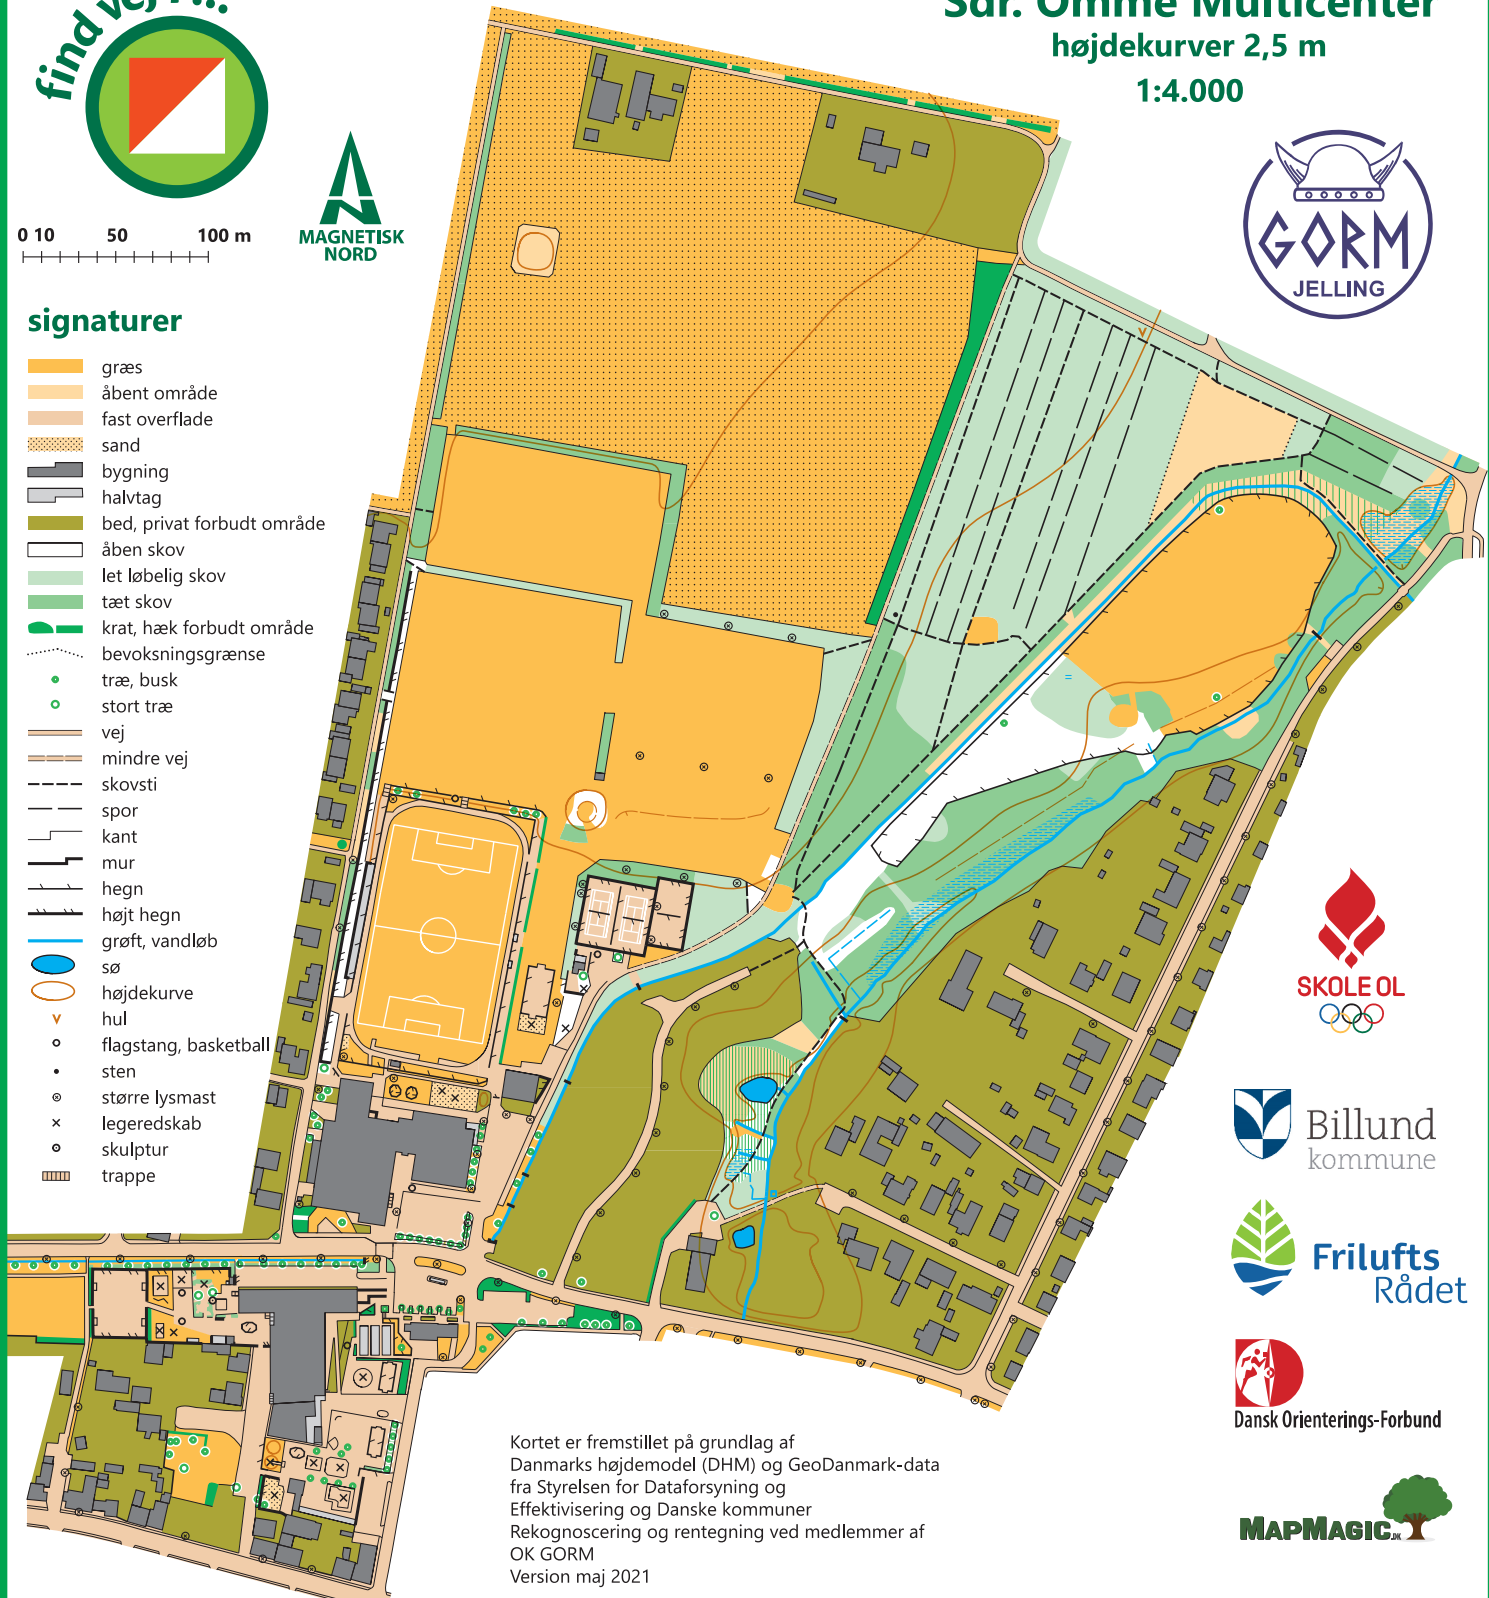 find vej i ...
Sdr. Omme Multicenter
højdekurver 2,5 m
1:4.000
0 10 50 100 m
MAGNETISK
NORD
GORM
JELLING
signaturer
græs
åbent område
fast overflade
sand
bygning
halvtag
bed, privat forbudt område
åben skov
let løbelig skov
tæt skov
krat, hæk forbudt område
bevoksningsgrænse
træ, busk
stort træ
vej
mindre vej
skovsti
spor
kant
mur
hegn
højt hegn
grøft, vandløb
sø
højdekurve
hul
flagstang, basketball
sten
større lysmast
legeredskab
skulptur
trappe
SKOLE OL
Billund
kommune
Frilufts
Rådet
Dansk Orienterings-Forbund
MAPMAGIC.DK
Kortet er fremstillet på grundlag af
Danmarks højdemodel (DHM) og GeoDanmark-data
fra Styrelsen for Dataforsyning og
Effektivisering og Danske kommuner
Rekognoscering og rentegning ved medlemmer af
OK GORM
Version maj 2021